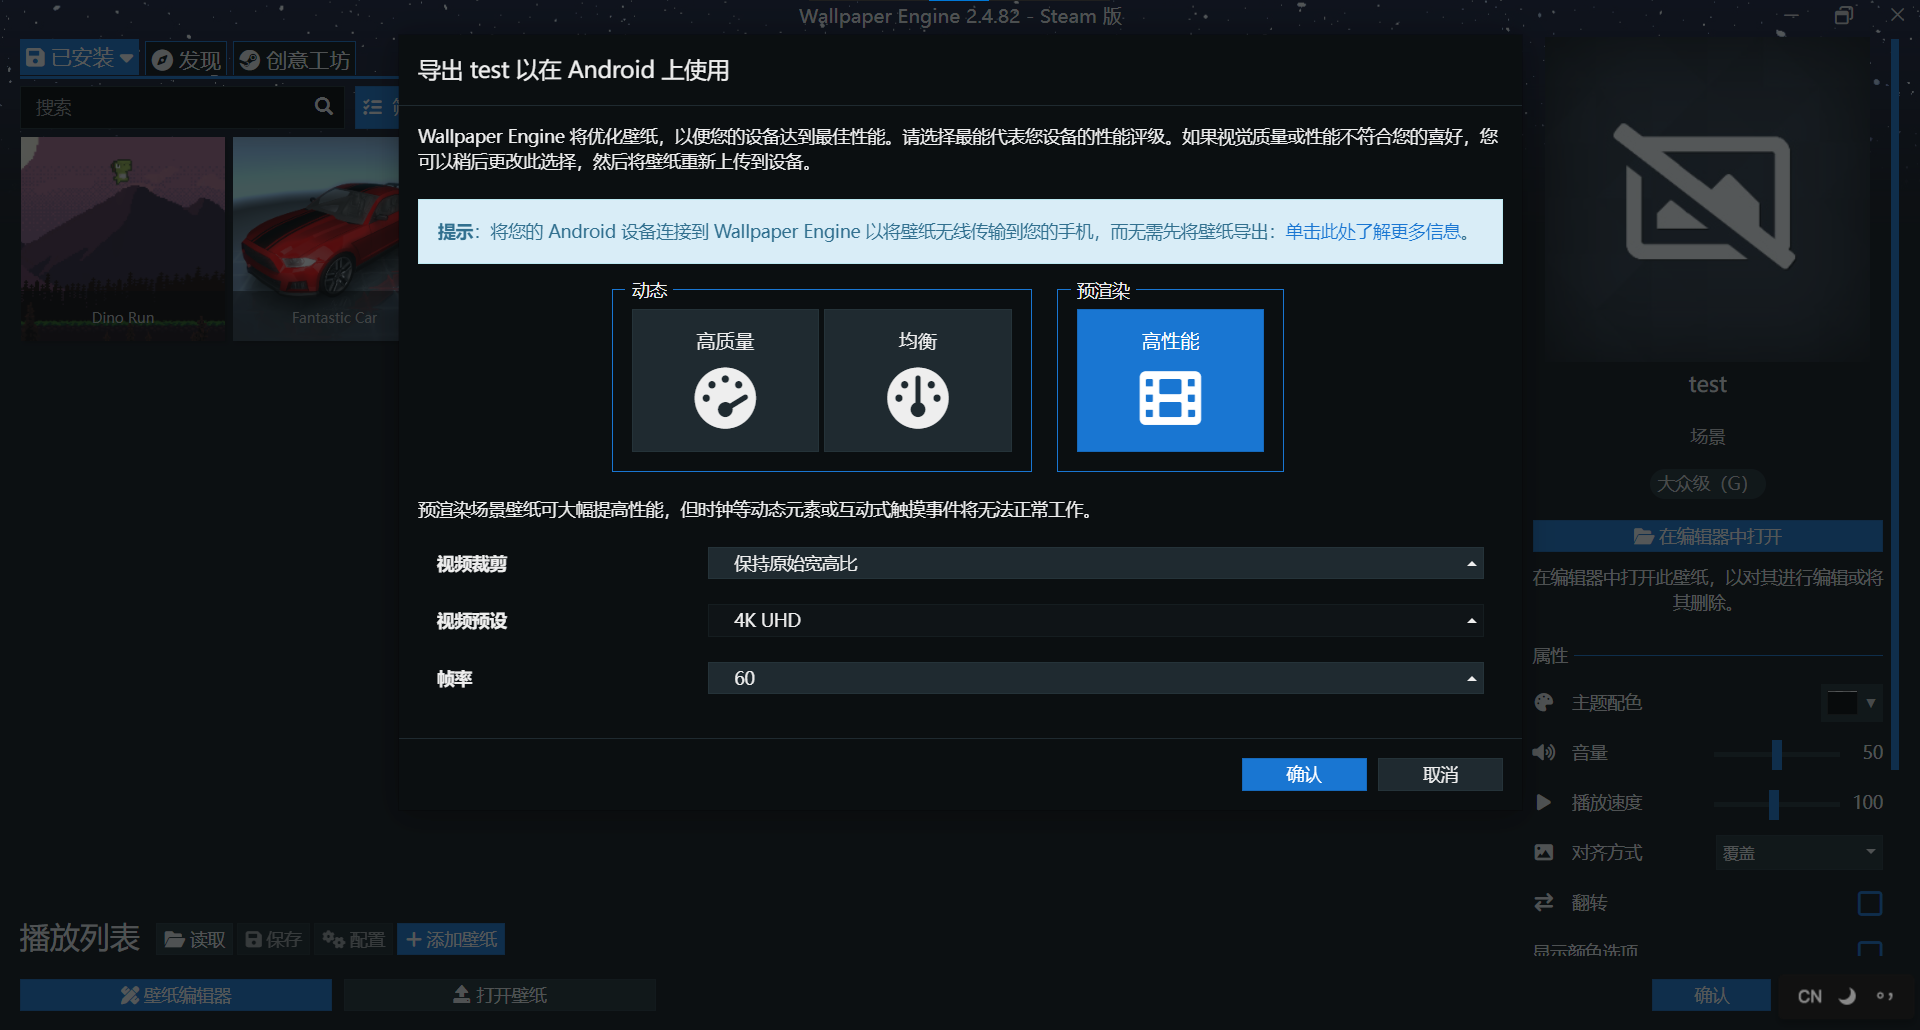 Wallpaper Engine 2.4.82 - Steam 版
已安装
发现
创意工坊
搜索
导出 test 以在 Android 上使用
Wallpaper Engine 将优化壁纸，以便您的设备达到最佳性能。请选择最能代表您设备的性能评级。如果视觉质量或性能不符合您的喜好，您
可以稍后更改此选择，然后将壁纸重新上传到设备。
提示：将您的 Android 设备连接到 Wallpaper Engine 以将壁纸无线传输到您的手机，而无需先将壁纸导出：单击此处了解更多信息。
Dino Run
Fantastic Car
动态
高质量
均衡
预渲染
高性能
预渲染场景壁纸可大幅提高性能，但时钟等动态元素或互动式触摸事件将无法正常工作。
视频裁剪
保持原始宽高比
视频预设
4K UHD
帧率
60
确认
取消
test
场景
大众级（G）
在编辑器中打开
在编辑器中打开此壁纸，以对其进行编辑或将
其删除。
属性
主题配色
音量
50
播放速度
100
对齐方式
覆盖
翻转
显示颜色选项
播放列表
读取
保存
配置
添加壁纸
壁纸编辑器
打开壁纸
确认
CN